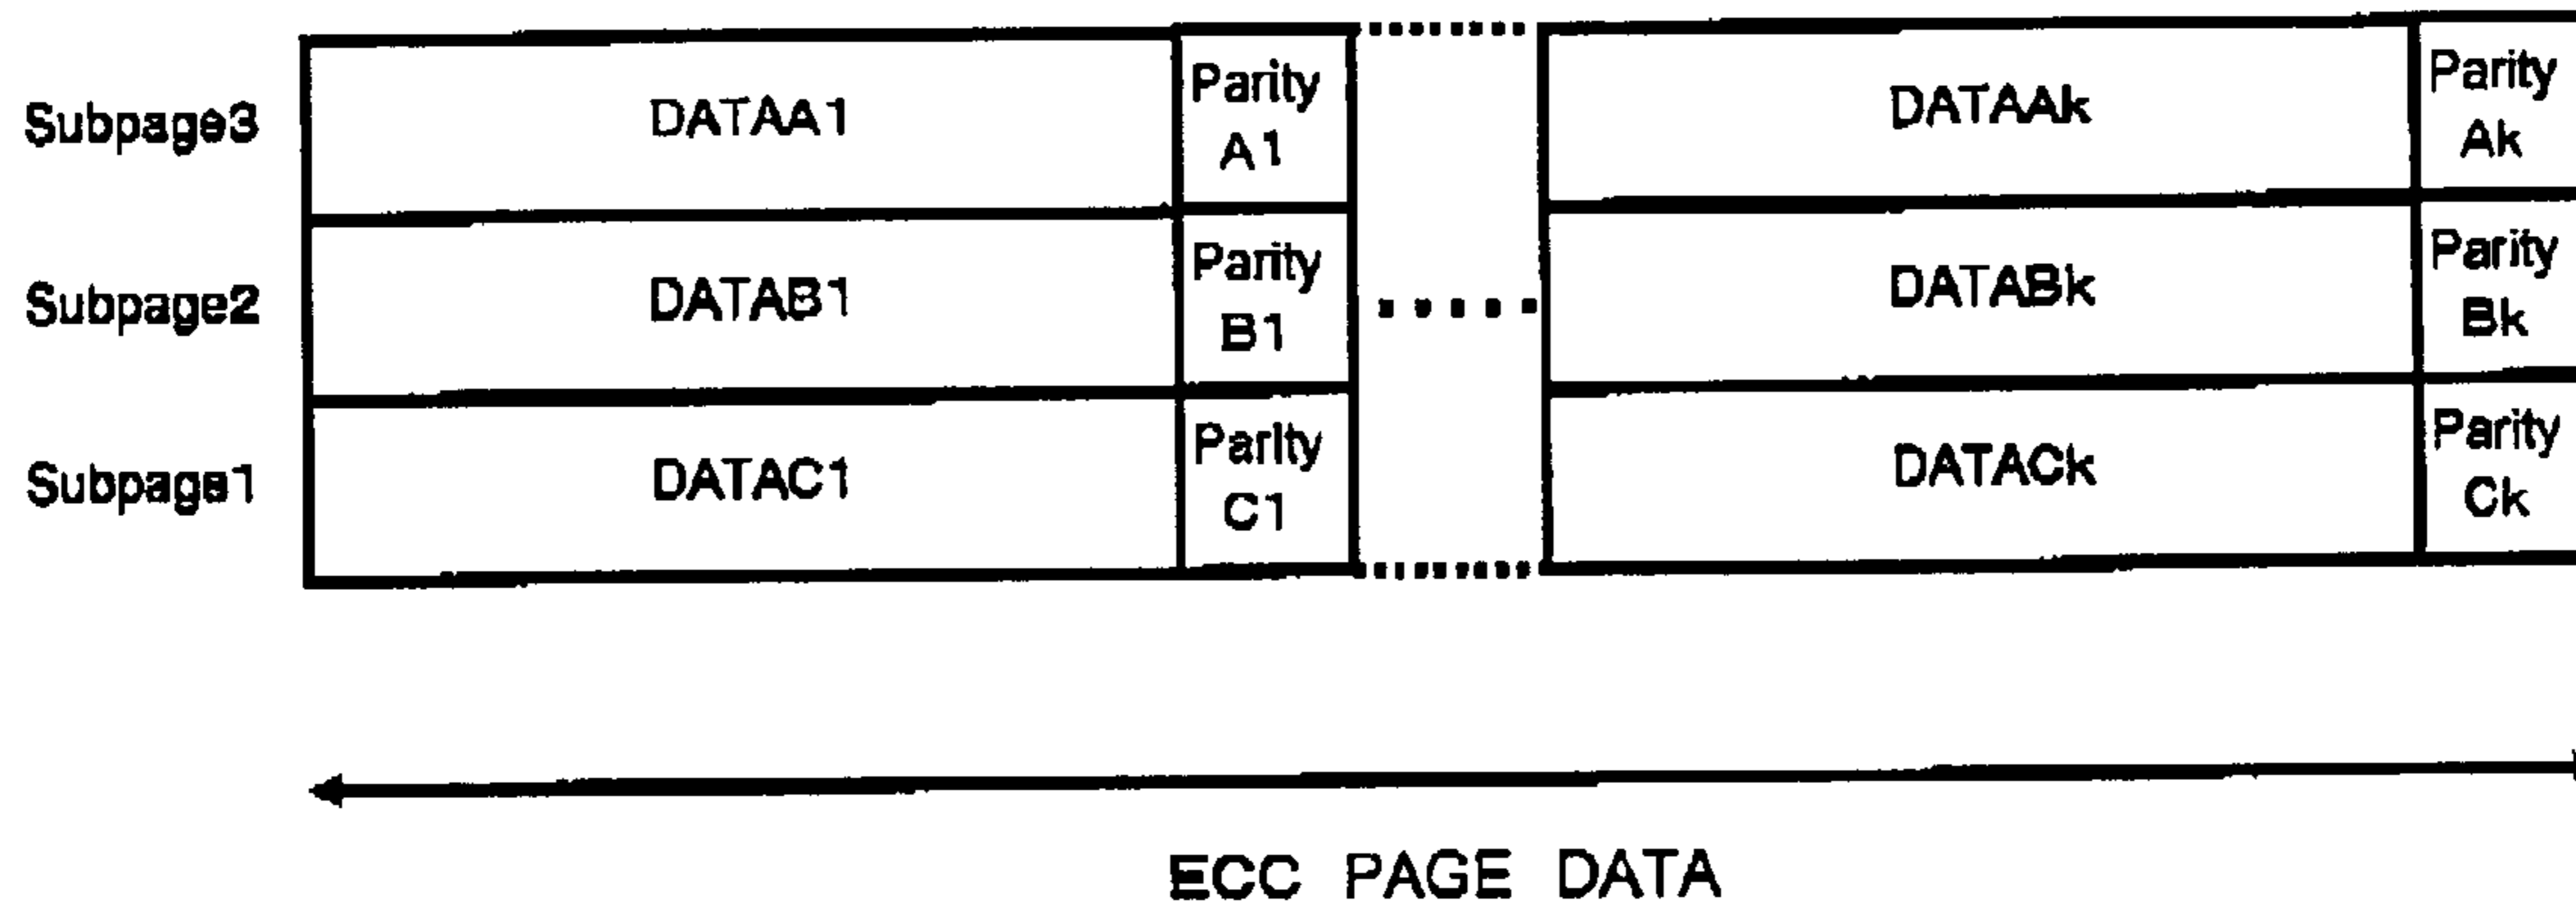 Subpage3
DATAA1
Parity
A1
DATAAk
Parity
Ak
Subpage2
DATAB1
Parity
B1
DATABk
Parity
Bk
Subpage1
DATAC1
Parity
C1
DATACk
Parity
Ck
ECC PAGE DATA